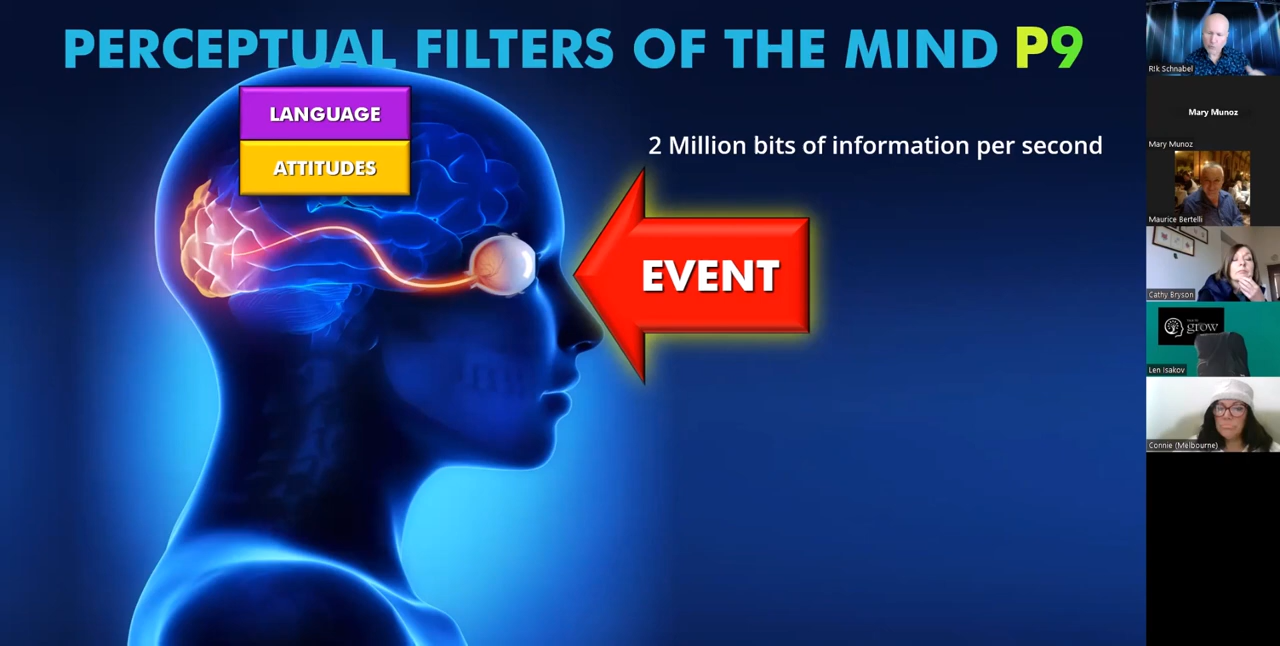 PERCEPTUAL FILTERS OF THE MIND P9
LANGUAGE
ATTITUDES
2 Million bits of information per second
EVENT
Rik Schnabel
Mary Munoz
Mary Munoz
Maurice Bertelli
Cathy Bryson
grow
Len Isakov
Connie (Melbourne)